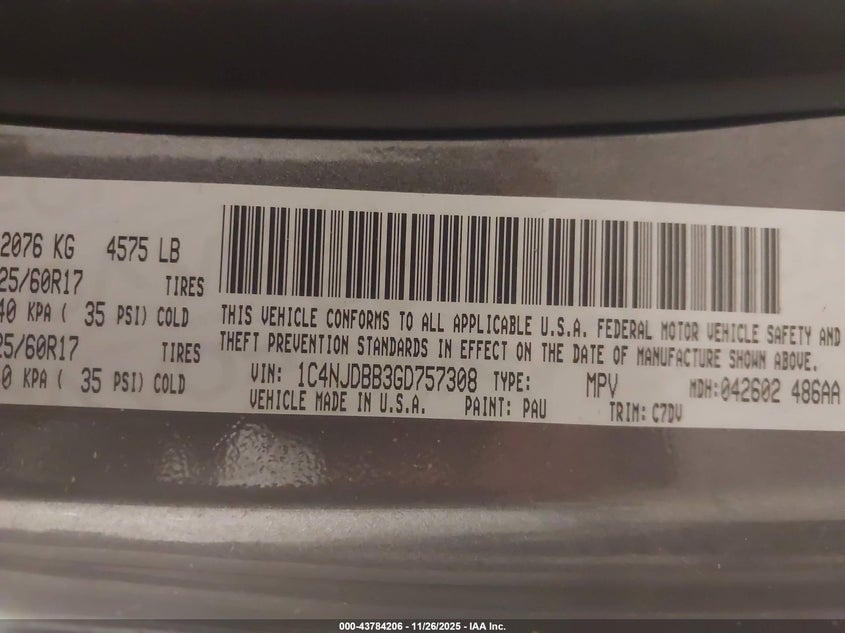 2076 KG 4575 LB
25/60R17 TIRES
40 KPA ( 35 PSI) COLD
25/60R17 TIRES
0 KPA ( 35 PSI) COLD
THIS VEHICLE CONFORMS TO ALL APPLICABLE U.S.A. FEDERAL MOTOR VEHICLE SAFETY AND
THEFT PREVENTION STANDARDS IN EFFECT ON THE DATE OF MANUFACTURE SHOWN ABOVE.
VIN: 1C4NJDBB3GD757308 TYPE: MPV MDH:042602 486AA
VEHICLE MADE IN U.S.A. PAINT: PAU TRIM: C7DV
000-43784206 - 11/26/2025 - IAA Inc.